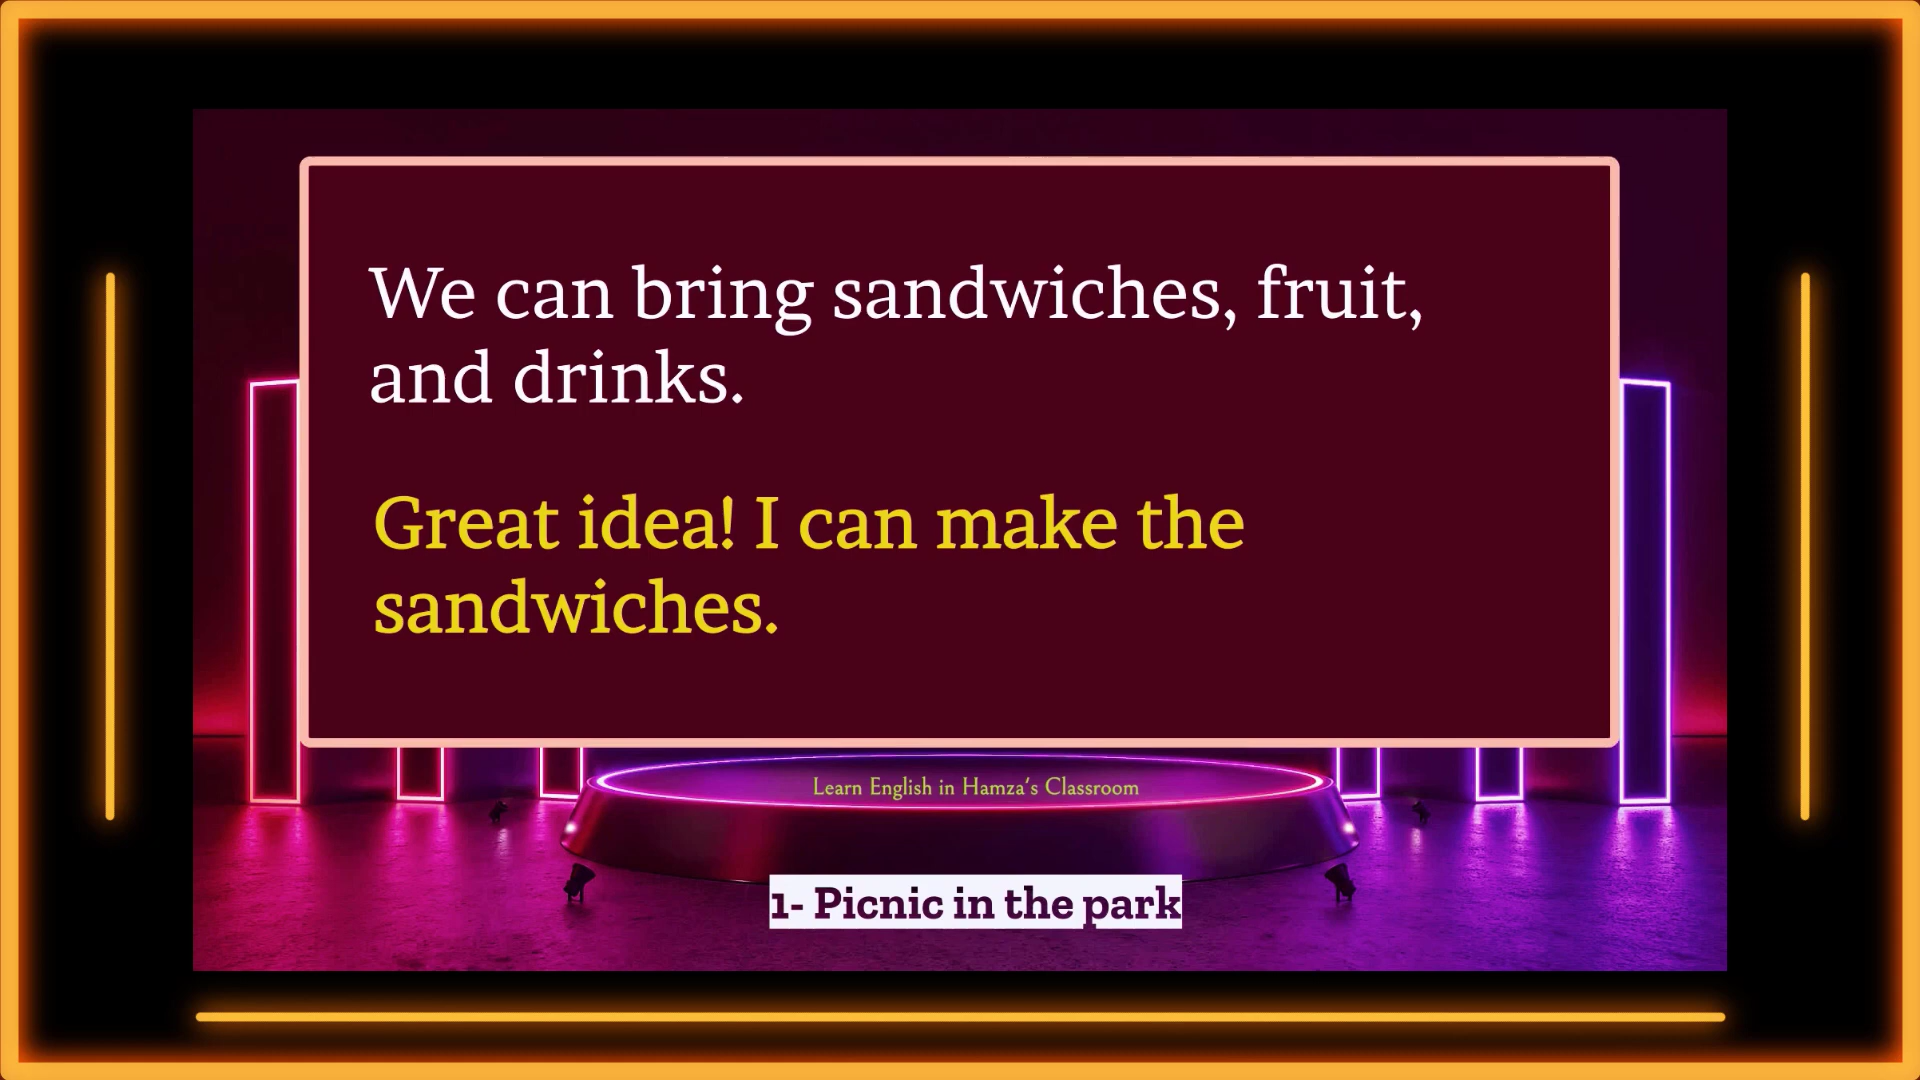 We can bring sandwiches, fruit,
and drinks.
Great idea! I can make the
sandwiches.
Learn English in Hamza's Classroom
1- Picnic in the park